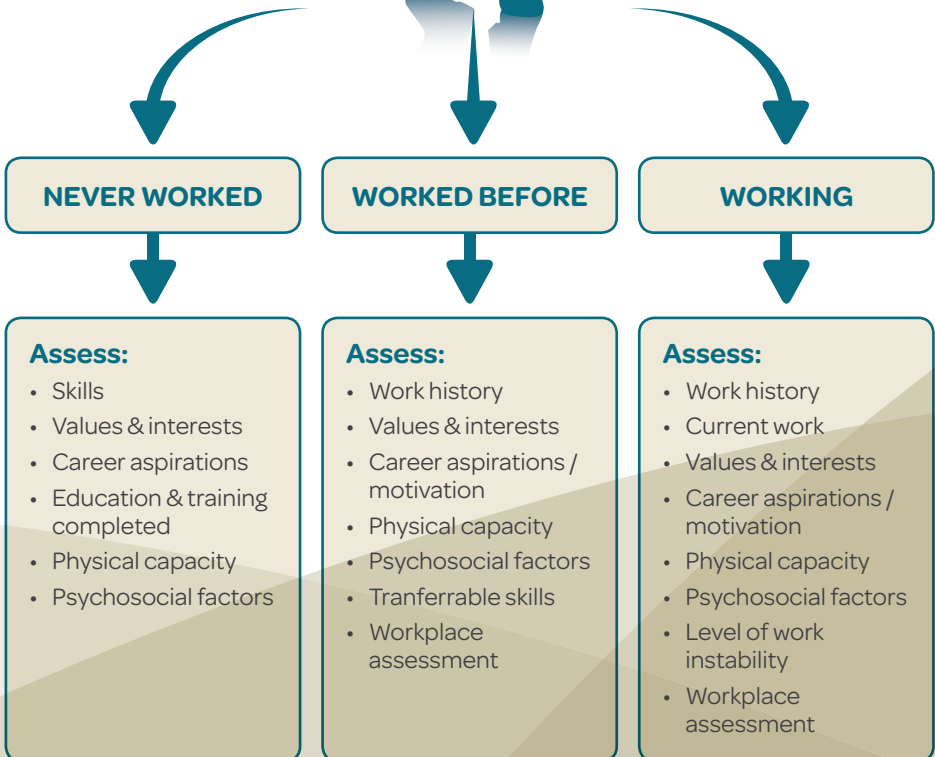 NEVER WORKED
WORKED BEFORE
WORKING
Assess:
• Skills
• Values & interests
• Career aspirations
• Education & training
completed
• Physical capacity
• Psychosocial factors
Assess:
• Work history
• Values & interests
• Career aspirations /
motivation
• Physical capacity
• Psychosocial factors
• Tranferrable skills
• Workplace
assessment
Assess:
• Work history
• Current work
• Values & interests
• Career aspirations /
motivation
• Physical capacity
• Psychosocial factors
• Level of work
instability
• Workplace
assessment